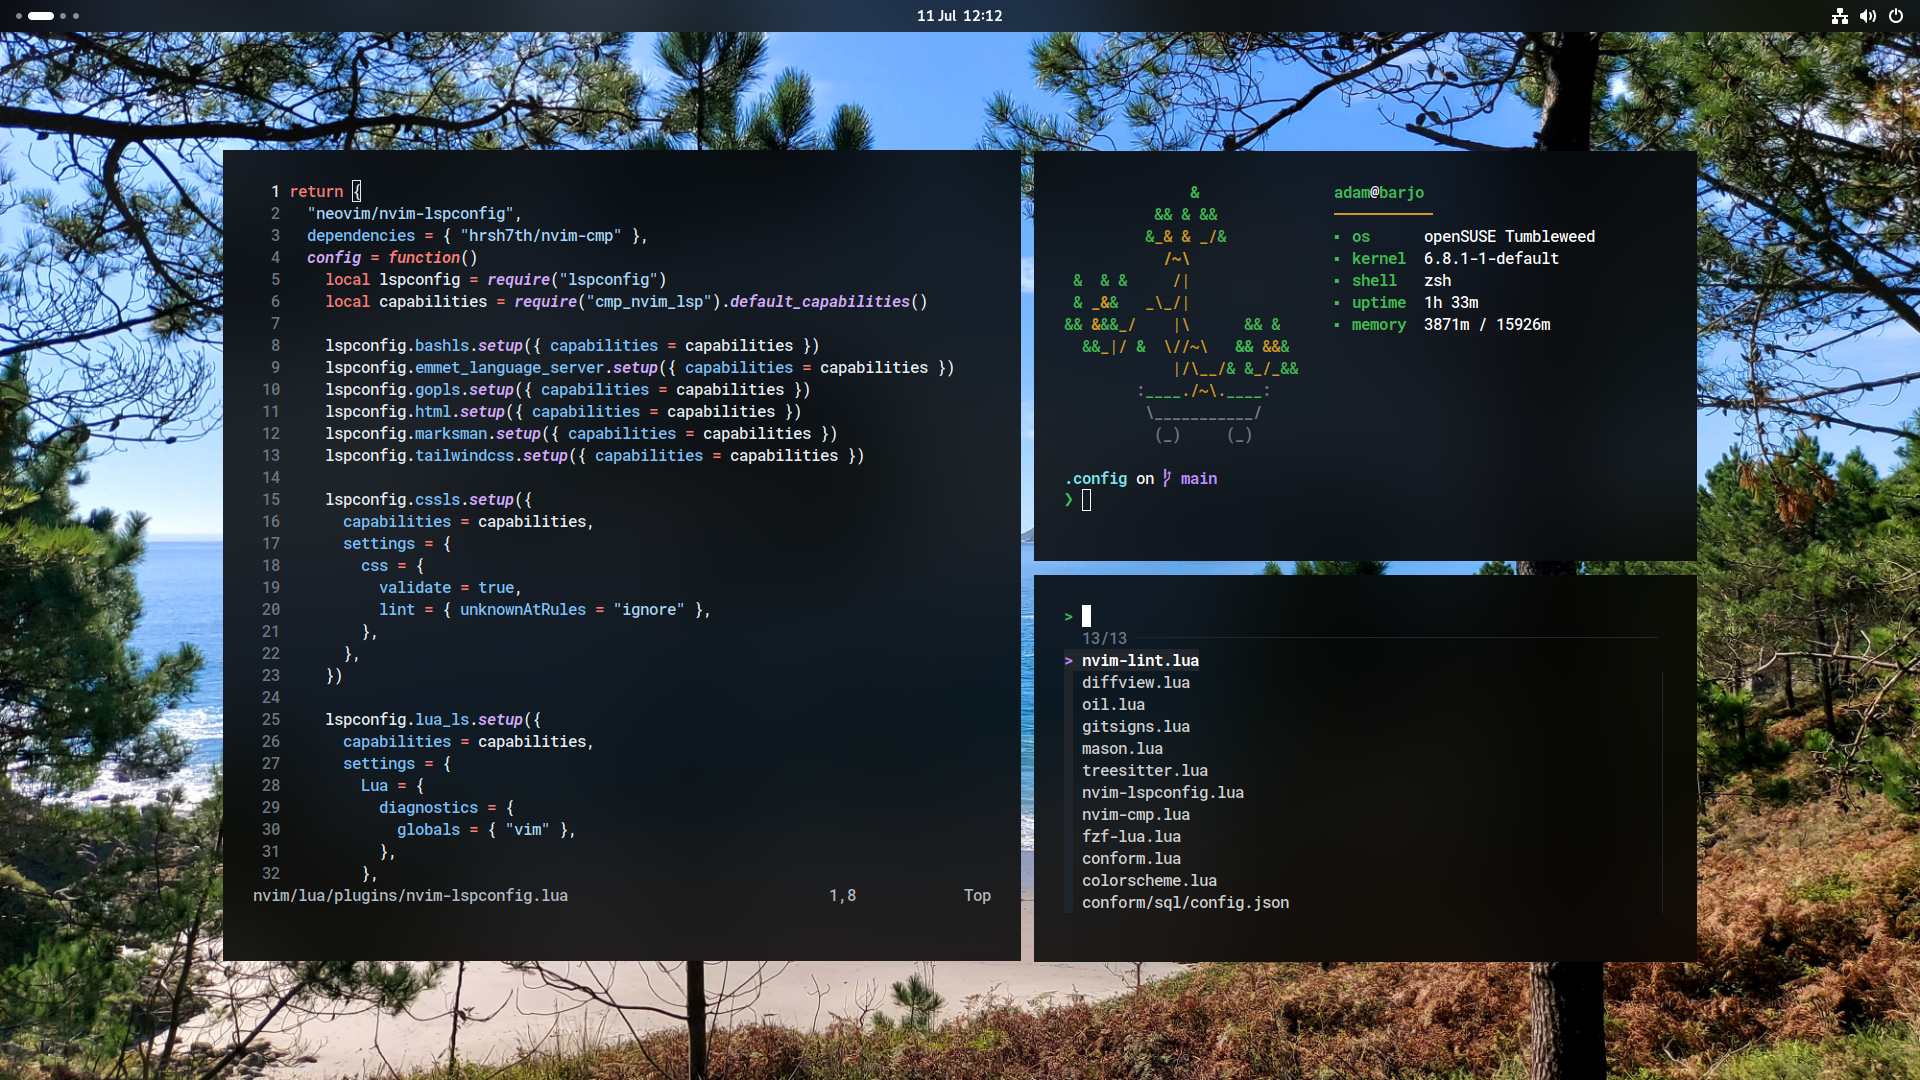 11 Jul 12:12
1 return {
2 "neovim/nvim-lspconfig",
3 dependencies = { "hrsh7th/nvim-cmp" },
4 config = function()
5 local lspconfig = require("lspconfig")
6 local capabilities = require("cmp_nvim_lsp").default_capabilities()
7
8 lspconfig.bashls.setup({ capabilities = capabilities })
9 lspconfig.emmet_language_server.setup({ capabilities = capabilities })
10 lspconfig.gopls.setup({ capabilities = capabilities })
11 lspconfig.html.setup({ capabilities = capabilities })
12 lspconfig.marksman.setup({ capabilities = capabilities })
13 lspconfig.tailwindcss.setup({ capabilities = capabilities })
14
15 lspconfig.cssls.setup({
16 capabilities = capabilities,
17 settings = {
18 css = {
19 validate = true,
20 lint = { unknownAtRules = "ignore" },
21 },
22 },
23 })
24
25 lspconfig.lua_ls.setup({
26 capabilities = capabilities,
27 settings = {
28 Lua = {
29 diagnostics = {
30 globals = { "vim" },
31 },
32 },
nvim/lua/plugins/nvim-lspconfig.lua 1,8 Top
          &
      && & &&
     &_& & _/&
       /~\
&  & &     /|
& _&&   _\_/|
&& &&&_/    |\      && &
  &&_|/ &  \//~\   && &&&
            |/\__/& &_/_&&
        :____./~\.____:
         \___________/
          (_)     (_)
adam@barjo
▪ os openSUSE Tumbleweed
▪ kernel 6.8.1-1-default
▪ shell zsh
▪ uptime 1h 33m
▪ memory 3871m / 15926m
.config on main
❯
>
13/13
> nvim-lint.lua
diffview.lua
oil.lua
gitsigns.lua
mason.lua
treesitter.lua
nvim-lspconfig.lua
nvim-cmp.lua
fzf-lua.lua
conform.lua
colorscheme.lua
conform/sql/config.json